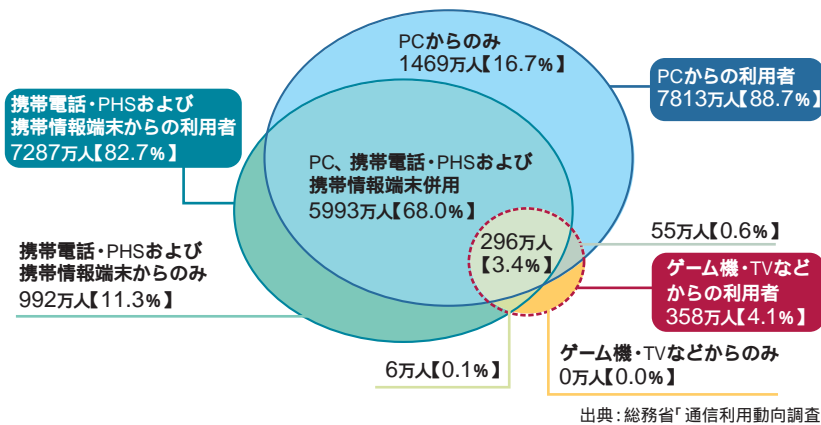 PCからのみ
1469万人【16.7%】
PCからの利用者
7813万人【88.7%】
携帯電話・PHSおよび
携帯情報端末からの利用者
7287万人【82.7%】
PC、携帯電話・PHSおよび
携帯情報端末併用
5993万人【68.0%】
296万人
【3.4%】
55万人【0.6%】
携帯電話・PHSおよび
携帯情報端末からのみ
992万人【11.3%】
ゲーム機・TVなど
からの利用者
358万人【4.1%】
6万人【0.1%】
ゲーム機・TVなどからのみ
0万人【0.0%】
出典:総務省「通信利用動向調査